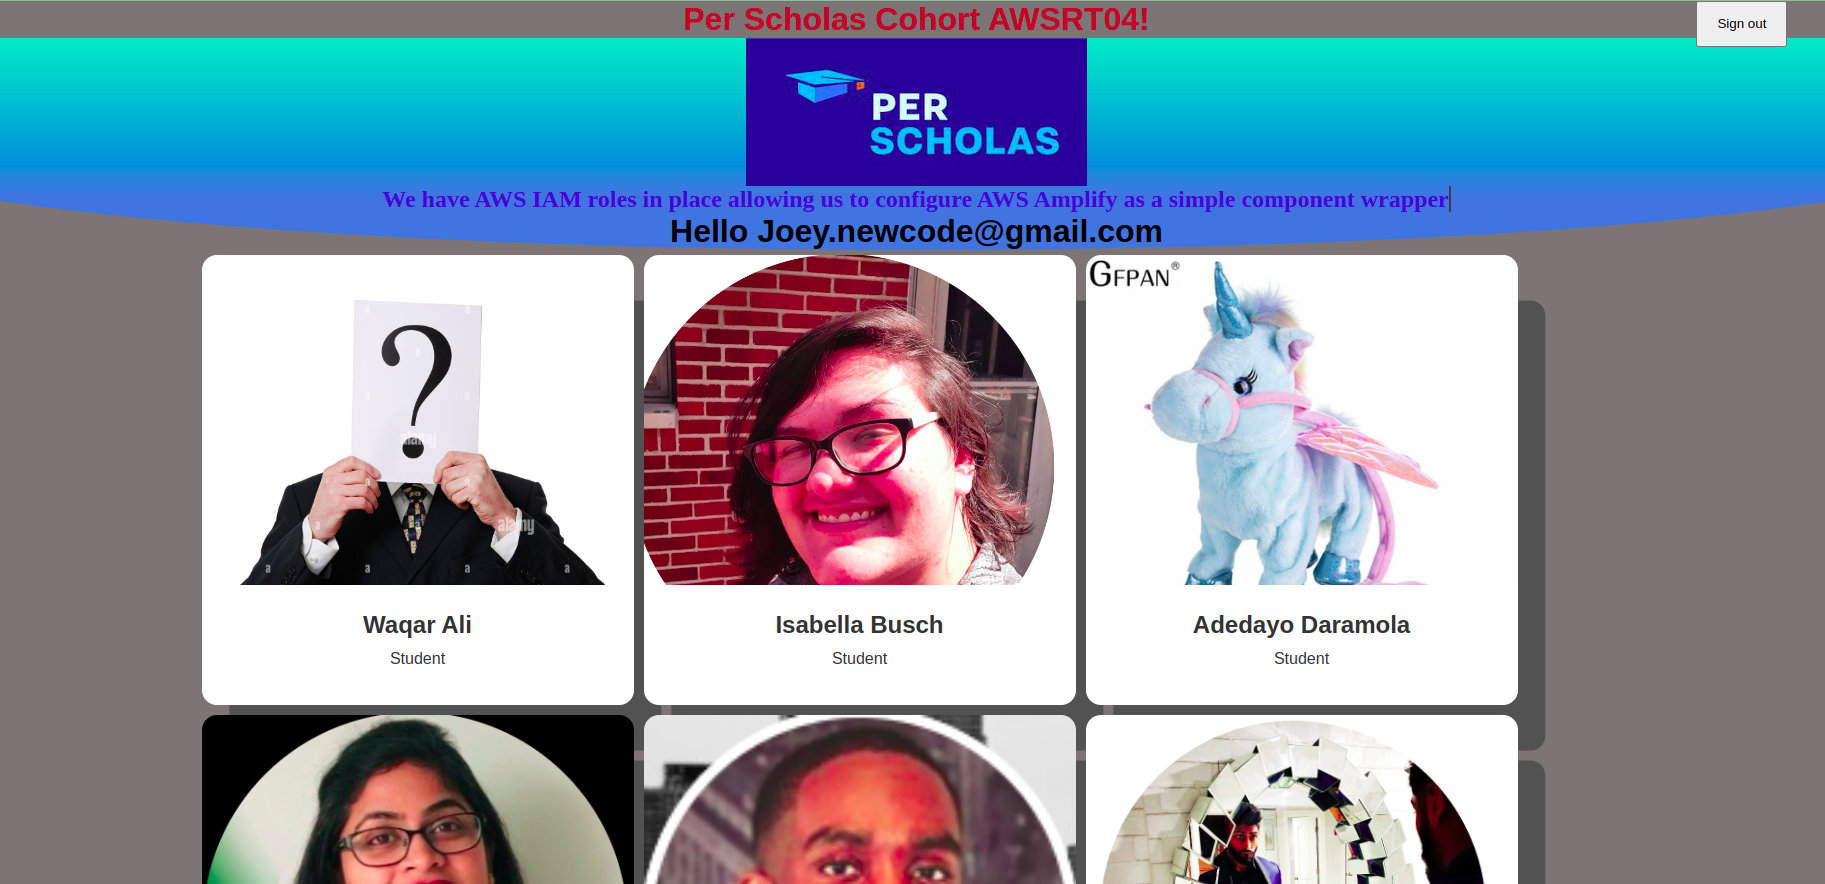 Per Scholas Cohort AWSRT04!
Sign out
PER
SCHOLAS
We have AWS IAM roles in place allowing us to configure AWS Amplify as a simple component wrapper
Hello Joey.newcode@gmail.com
?
alamy
alamy
a
a
a
a
a
a
a
a
a
a
a
GFPAN®
Waqar Ali
Student
Isabella Busch
Student
Adedayo Daramola
Student